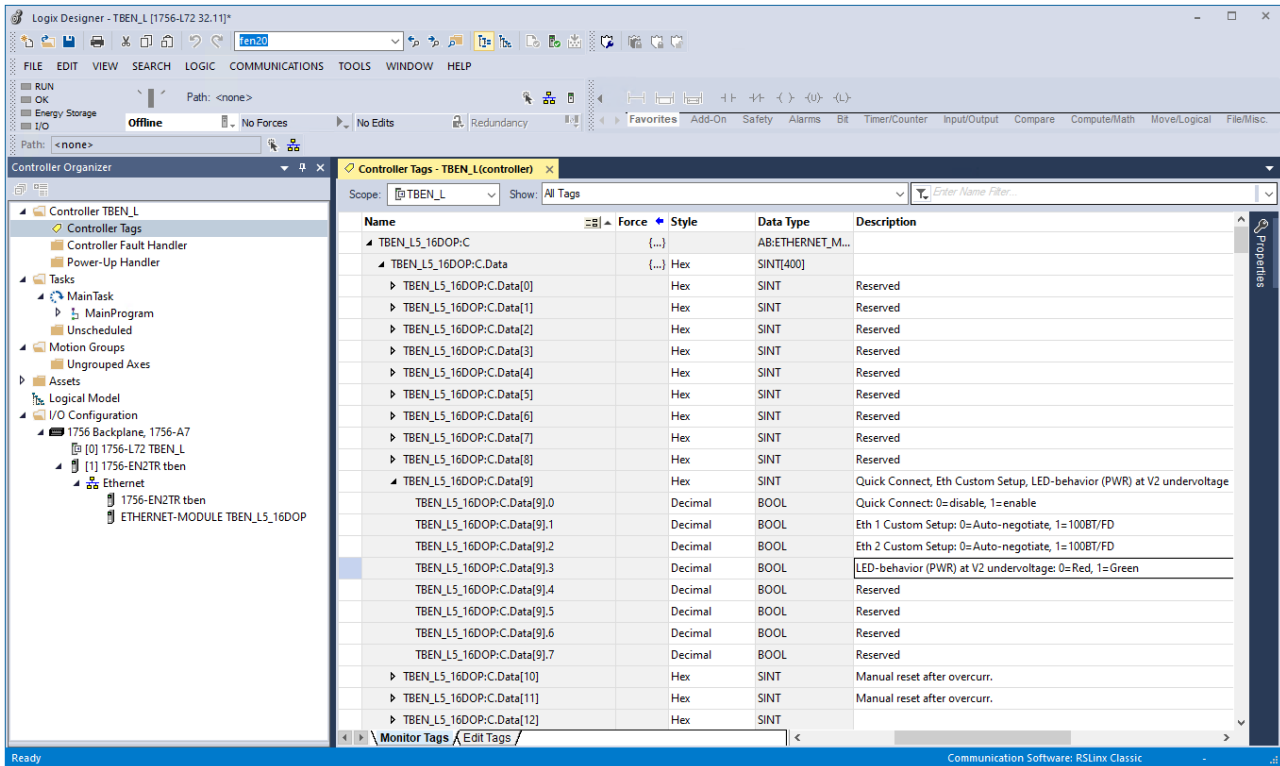 Logix Designer - TBEN_L [1756-L72 32.11]*
fen20
FILE EDIT VIEW SEARCH LOGIC COMMUNICATIONS TOOLS WINDOW HELP
RUN
OK
Energy Storage
I/O
Path: <none>
Offline
No Forces
No Edits
Redundancy
Favorites Add-On Safety Alarms Bit Timer/Counter Input/Output Compare Compute/Math Move/Logical File/Misc.
Path: <none>
Controller Organizer
Controller TBEN_L
Controller Tags
Controller Fault Handler
Power-Up Handler
Tasks
MainTask
MainProgram
Unscheduled
Motion Groups
Ungrouped Axes
Assets
Logical Model
I/O Configuration
1756 Backplane, 1756-A7
[0] 1756-L72 TBEN_L
[1] 1756-EN2TR tben
Ethernet
1756-EN2TR tben
ETHERNET-MODULE TBEN_L5_16DOP
Controller Tags - TBEN_L(controller)
Scope: TBEN_L Show: All Tags Enter Name Filter...
Name Force Style Data Type Description
TBEN_L5_16DOP:C {...} AB:ETHERNET_M...
TBEN_L5_16DOP:C.Data {...} Hex SINT[400]
TBEN_L5_16DOP:C.Data[0] Hex SINT Reserved
TBEN_L5_16DOP:C.Data[1] Hex SINT Reserved
TBEN_L5_16DOP:C.Data[2] Hex SINT Reserved
TBEN_L5_16DOP:C.Data[3] Hex SINT Reserved
TBEN_L5_16DOP:C.Data[4] Hex SINT Reserved
TBEN_L5_16DOP:C.Data[5] Hex SINT Reserved
TBEN_L5_16DOP:C.Data[6] Hex SINT Reserved
TBEN_L5_16DOP:C.Data[7] Hex SINT Reserved
TBEN_L5_16DOP:C.Data[8] Hex SINT Reserved
TBEN_L5_16DOP:C.Data[9] Hex SINT Quick Connect, Eth Custom Setup, LED-behavior (PWR) at V2 undervoltage
TBEN_L5_16DOP:C.Data[9].0 Decimal BOOL Quick Connect: 0=disable, 1=enable
TBEN_L5_16DOP:C.Data[9].1 Decimal BOOL Eth 1 Custom Setup: 0=Auto-negotiate, 1=100BT/FD
TBEN_L5_16DOP:C.Data[9].2 Decimal BOOL Eth 2 Custom Setup: 0=Auto-negotiate, 1=100BT/FD
TBEN_L5_16DOP:C.Data[9].3 Decimal BOOL LED-behavior (PWR) at V2 undervoltage: 0=Red, 1=Green
TBEN_L5_16DOP:C.Data[9].4 Decimal BOOL Reserved
TBEN_L5_16DOP:C.Data[9].5 Decimal BOOL Reserved
TBEN_L5_16DOP:C.Data[9].6 Decimal BOOL Reserved
TBEN_L5_16DOP:C.Data[9].7 Decimal BOOL Reserved
TBEN_L5_16DOP:C.Data[10] Hex SINT Manual reset after overcurr.
TBEN_L5_16DOP:C.Data[11] Hex SINT Manual reset after overcurr.
TBEN_L5_16DOP:C.Data[12] Hex SINT
Monitor Tags Edit Tags
Properties
Ready
Communication Software: RSLinx Classic -